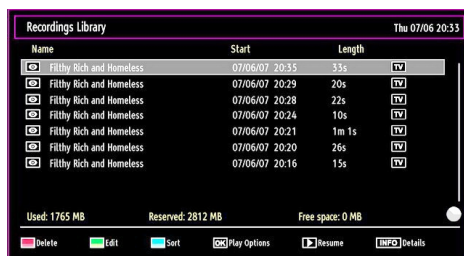 Recordings Library Thu 07/06 20:33
Name Start Length
Filthy Rich and Homeless 07/06/07 20:35 33s TV
Filthy Rich and Homeless 07/06/07 20:29 20s TV
Filthy Rich and Homeless 07/06/07 20:28 22s TV
Filthy Rich and Homeless 07/06/07 20:24 10s TV
Filthy Rich and Homeless 07/06/07 20:21 1m 1s TV
Filthy Rich and Homeless 07/06/07 20:20 26s TV
Filthy Rich and Homeless 07/06/07 20:16 15s TV
Used: 1765 MB Reserved: 2812 MB Free space: 0 MB
Delete Edit Sort OK Play Options Resume INFO Details